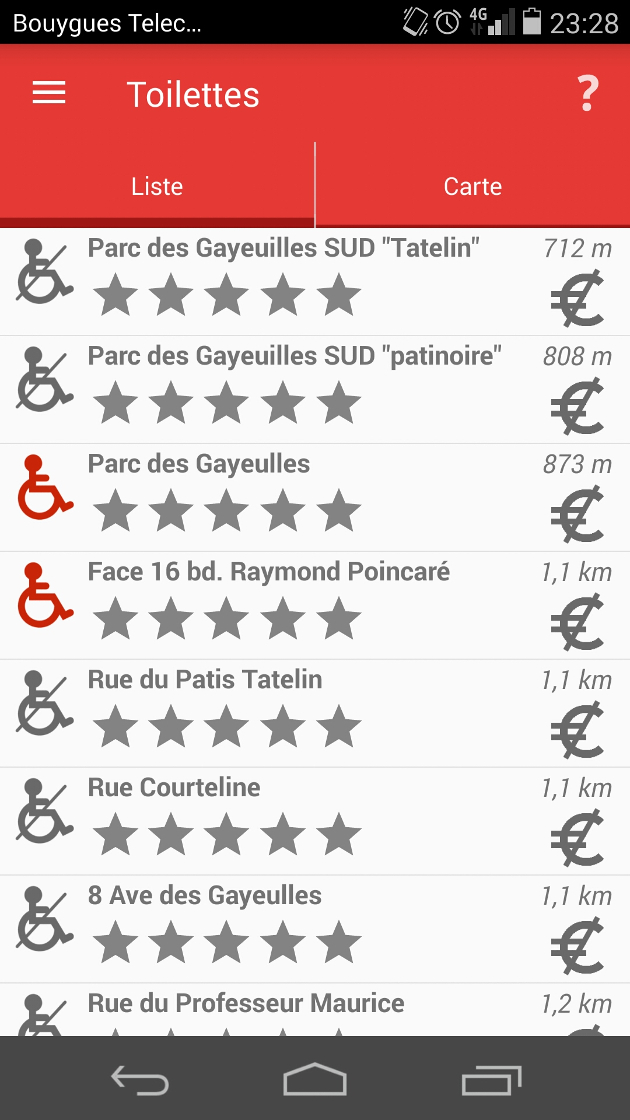 Bouygues Telec...
4G
23:28
Toilettes
?
Liste
Carte
Parc des Gayeuilles SUD "Tatelin"
712 m
Parc des Gayeuilles SUD "patinoire"
808 m
Parc des Gayeulles
873 m
Face 16 bd. Raymond Poincaré
1,1 km
Rue du Patis Tatelin
1,1 km
Rue Courteline
1,1 km
8 Ave des Gayeulles
1,1 km
Rue du Professeur Maurice
1,2 km